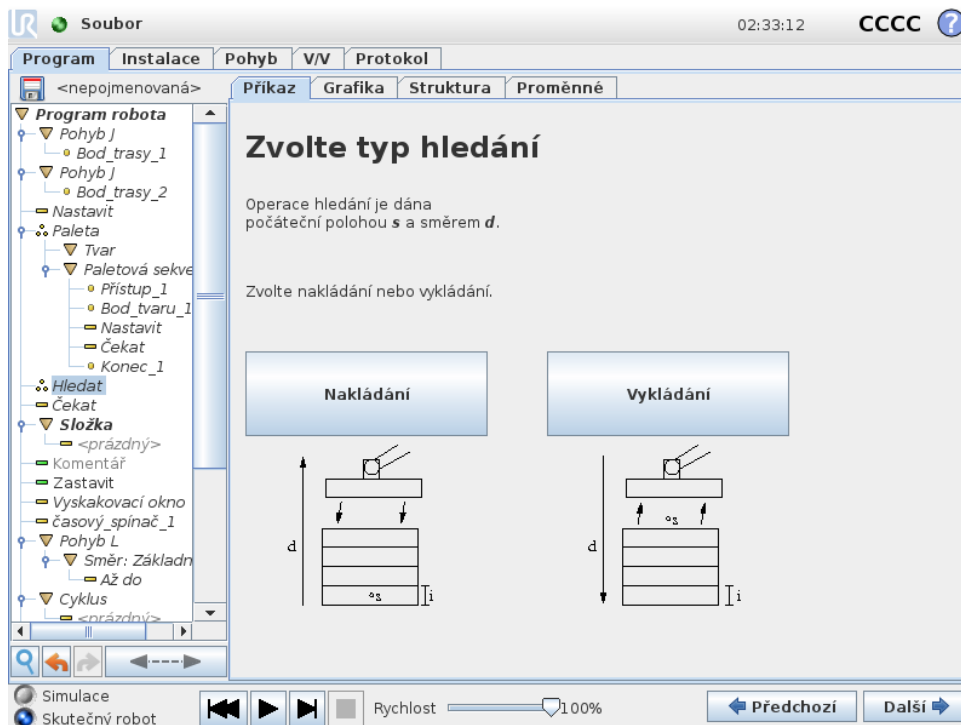 UR Soubor 02:33:12 CCCC ?
Program Instalace Pohyb V/V Protokol
<nepojmenovaná> Příkaz Grafika Struktura Proměnné
Program robota
Pohyb J
Bod_trasy_1
Pohyb J
Bod_trasy_2
Nastavit
Paleta
Tvar
Paletová sekve
Přístup_1
Bod_tvaru_1
Nastavit
Čekat
Konec_1
Hledat
Čekat
Složka
<prázdný>
Komentář
Zastavit
Vyskakovací okno
časový_spínač_1
Pohyb L
Směr: Základn
Až do
Cyklus
<prázdný>
Zvolte typ hledání
Operace hledání je dána
počáteční polohou s a směrem d.
Zvolte nakládání nebo vykládání.
Nakládání Vykládání
d s i
d s i
Simulace
Skutečný robot
Rychlost 100%
Předchozí Další